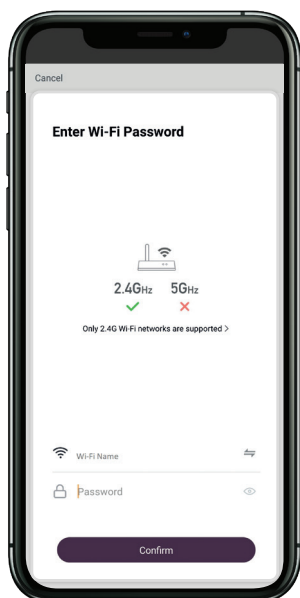 Cancel
Enter Wi-Fi Password
2.4GHz 5GHz
Only 2.4G Wi-Fi networks are supported >
Wi-Fi Name
Password
Confirm